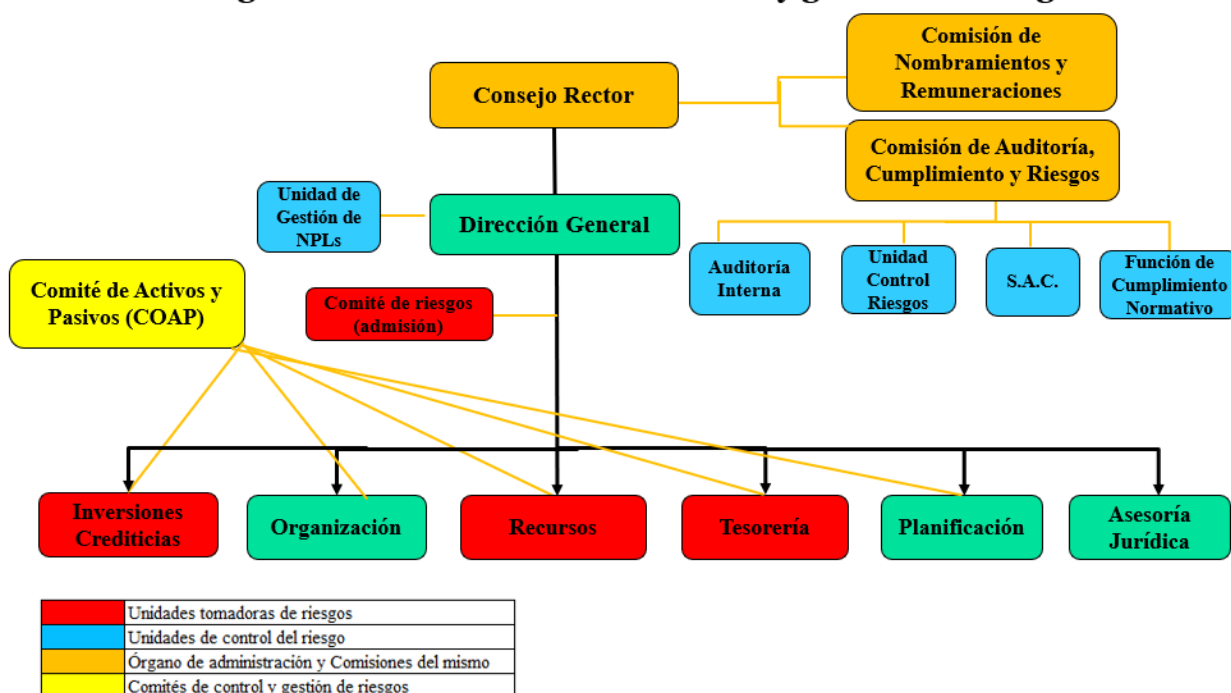 Comisión de
Nombramientos y
Remuneraciones
Consejo Rector
Comisión de Auditoría,
Cumplimiento y Riesgos
Unidad de
Gestión de
NPLs
Dirección General
Auditoría
Interna
Unidad
Control
Riesgos
S.A.C.
Función de
Cumplimiento
Normativo
Comité de Activos y
Pasivos (COAP)
Comité de riesgos
(admisión)
Inversiones
Crediticias
Organización
Recursos
Tesorería
Planificación
Asesoría
Jurídica
Unidades tomadoras de riesgos
Unidades de control del riesgo
Órgano de administración y Comisiones del mismo
Comités de control y gestión de riesgos